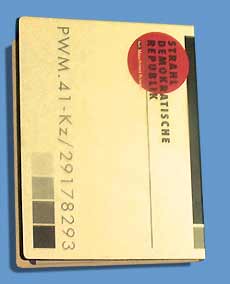 STRAHL
DEMOKRATISCHE
REPUBLIK
PWM.41-Kz/29178293